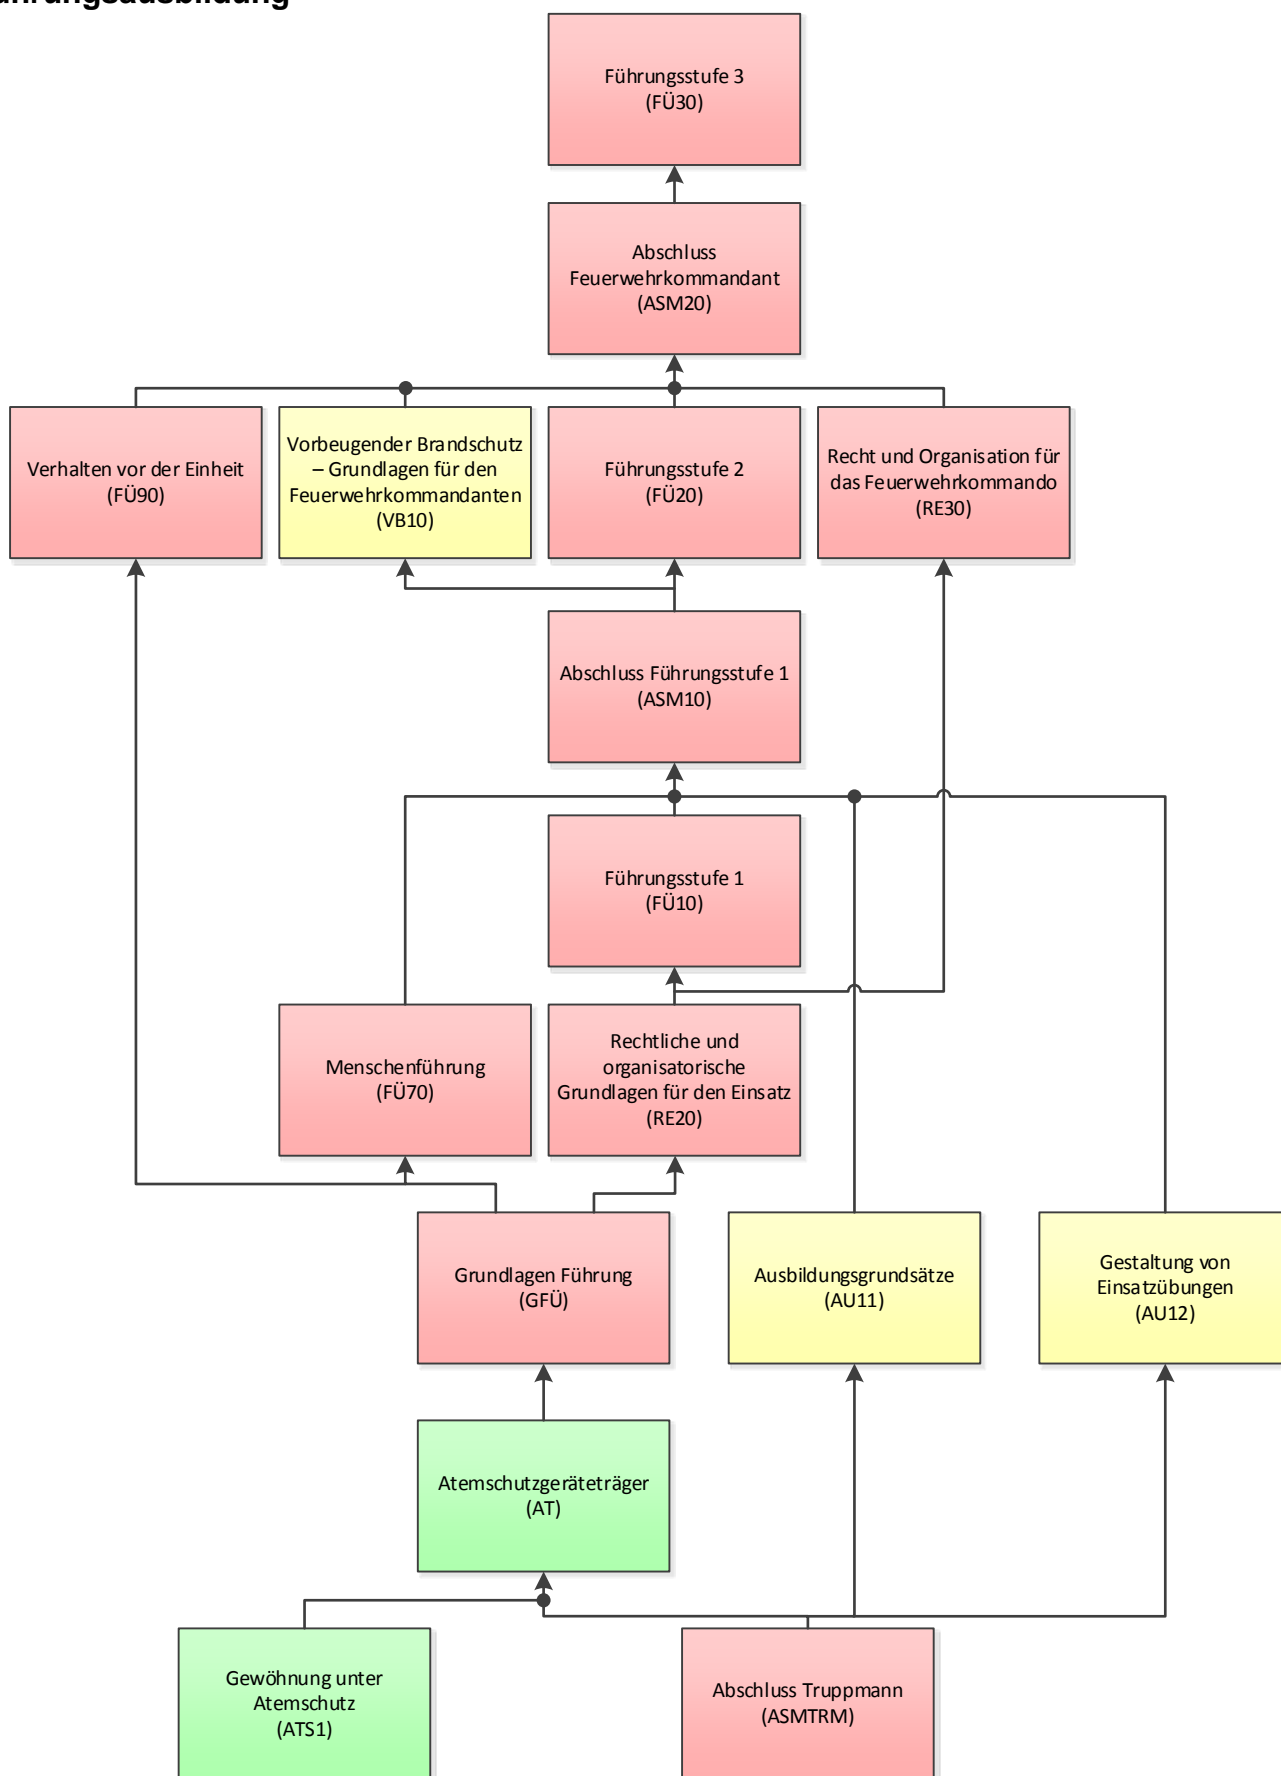 ührungsausbildung
Führungsstufe 3
(FÜ30)
Abschluss
Feuerwehrkommandant
(ASM20)
Verhalten vor der Einheit
(FÜ90)
Vorbeugender Brandschutz
– Grundlagen für den
Feuerwehrkommandanten
(VB10)
Führungsstufe 2
(FÜ20)
Recht und Organisation für
das Feuerwehrkommando
(RE30)
Abschluss Führungsstufe 1
(ASM10)
Führungsstufe 1
(FÜ10)
Menschenführung
(FÜ70)
Rechtliche und
organisatorische
Grundlagen für den Einsatz
(RE20)
Grundlagen Führung
(GFÜ)
Ausbildungsgrundsätze
(AU11)
Gestaltung von
Einsatzübungen
(AU12)
Atemschutzgeräteträger
(AT)
Gewöhnung unter
Atemschutz
(ATS1)
Abschluss Truppmann
(ASMTRM)